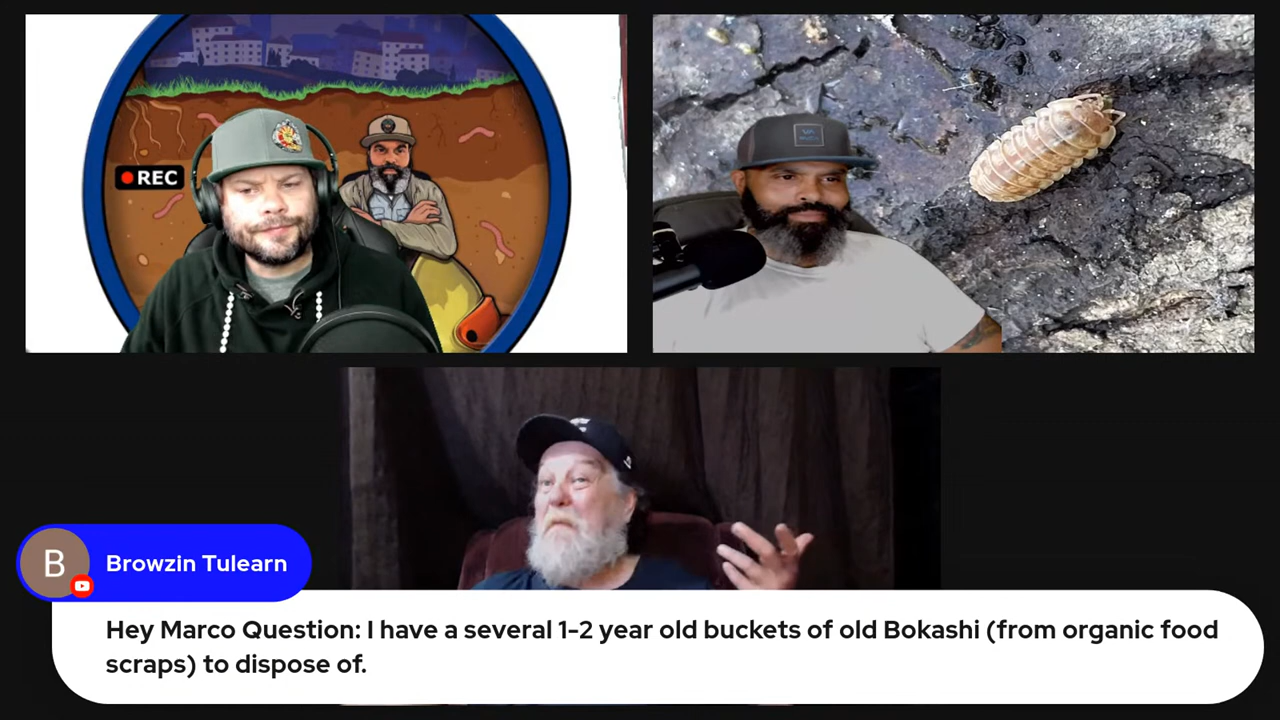 REC
Browzin Tulearn
B
Hey Marco Question: I have a several 1-2 year old buckets of old Bokashi (from organic food
scraps) to dispose of.